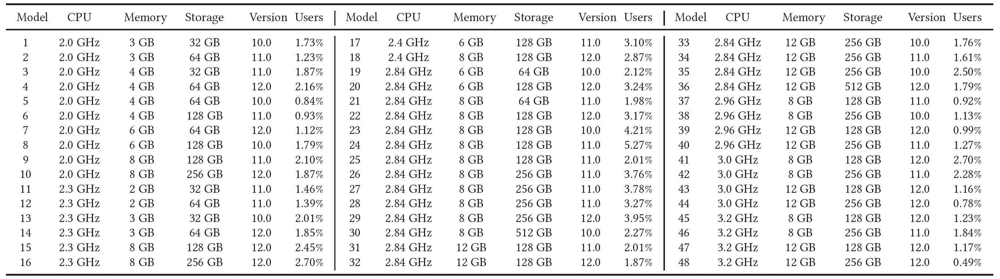 Model CPU Memory Storage Version Users Model CPU Memory Storage Version Users Model CPU Memory Storage Version Users
1 2.0 GHz 3 GB 32 GB 10.0 1.73% 17 2.4 GHz 6 GB 128 GB 11.0 3.10% 33 2.84 GHz 12 GB 256 GB 10.0 1.76%
2 2.0 GHz 3 GB 64 GB 11.0 1.23% 18 2.4 GHz 8 GB 128 GB 12.0 2.87% 34 2.84 GHz 12 GB 256 GB 11.0 1.61%
3 2.0 GHz 4 GB 32 GB 11.0 1.87% 19 2.84 GHz 6 GB 64 GB 10.0 2.12% 35 2.84 GHz 12 GB 256 GB 10.0 2.50%
4 2.0 GHz 4 GB 64 GB 12.0 2.16% 20 2.84 GHz 6 GB 128 GB 12.0 3.24% 36 2.84 GHz 12 GB 512 GB 12.0 1.79%
5 2.0 GHz 4 GB 64 GB 10.0 0.84% 21 2.84 GHz 8 GB 64 GB 11.0 1.98% 37 2.96 GHz 8 GB 128 GB 11.0 0.92%
6 2.0 GHz 4 GB 128 GB 11.0 0.93% 22 2.84 GHz 8 GB 128 GB 12.0 3.17% 38 2.96 GHz 8 GB 256 GB 10.0 1.13%
7 2.0 GHz 6 GB 64 GB 12.0 1.12% 23 2.84 GHz 8 GB 128 GB 10.0 4.21% 39 2.96 GHz 12 GB 128 GB 12.0 0.99%
8 2.0 GHz 6 GB 128 GB 10.0 1.79% 24 2.84 GHz 8 GB 128 GB 11.0 5.27% 40 2.96 GHz 12 GB 256 GB 11.0 1.27%
9 2.0 GHz 8 GB 128 GB 11.0 2.10% 25 2.84 GHz 8 GB 128 GB 11.0 2.01% 41 3.0 GHz 8 GB 128 GB 12.0 2.70%
10 2.0 GHz 8 GB 256 GB 12.0 1.87% 26 2.84 GHz 8 GB 256 GB 11.0 3.76% 42 3.0 GHz 8 GB 256 GB 11.0 2.28%
11 2.3 GHz 2 GB 32 GB 11.0 1.46% 27 2.84 GHz 8 GB 256 GB 11.0 3.78% 43 3.0 GHz 12 GB 128 GB 12.0 1.16%
12 2.3 GHz 2 GB 64 GB 11.0 1.39% 28 2.84 GHz 8 GB 256 GB 11.0 3.27% 44 3.0 GHz 12 GB 256 GB 12.0 0.78%
13 2.3 GHz 3 GB 32 GB 10.0 2.01% 29 2.84 GHz 8 GB 256 GB 12.0 3.95% 45 3.2 GHz 8 GB 128 GB 12.0 1.23%
14 2.3 GHz 3 GB 64 GB 12.0 1.85% 30 2.84 GHz 8 GB 512 GB 10.0 2.27% 46 3.2 GHz 8 GB 256 GB 11.0 1.84%
15 2.3 GHz 8 GB 128 GB 12.0 2.45% 31 2.84 GHz 12 GB 128 GB 11.0 2.01% 47 3.2 GHz 12 GB 128 GB 12.0 1.17%
16 2.3 GHz 8 GB 256 GB 12.0 2.70% 32 2.84 GHz 12 GB 128 GB 12.0 1.87% 48 3.2 GHz 12 GB 256 GB 12.0 0.49%